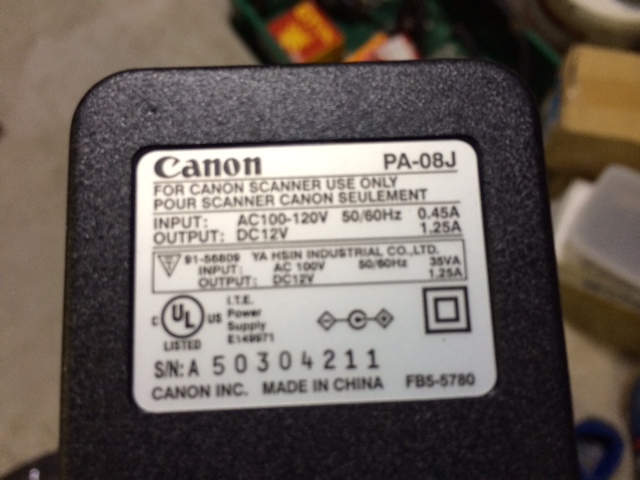 Canon PA-08J
FOR CANON SCANNER USE ONLY
POUR SCANNER CANON SEULEMENT
INPUT: AC100-120V 50/60Hz 0.45A
OUTPUT: DC12V 1.25A
91-56809 YA HSIN INDUSTRIAL CO.,LTD.
INPUT: AC 100V 50/60Hz 35VA
OUTPUT: DC12V 1.25A
C UL US
LISTED
I.T.E.
Power
Supply
E149971
S/N: A 50304211
CANON INC. MADE IN CHINA FB5-5780